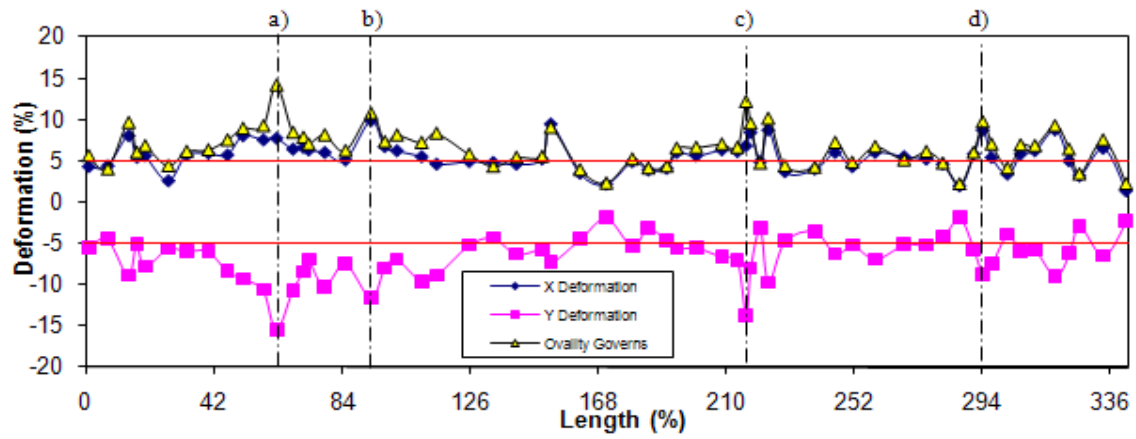 a) b) c) d)
20
15
10
5
0
-5
-10
-15
-20
Deformation (%)
X Deformation
Y Deformation
Ovality Governs
0 42 84 126 168 210 252 294 336
Length (%)